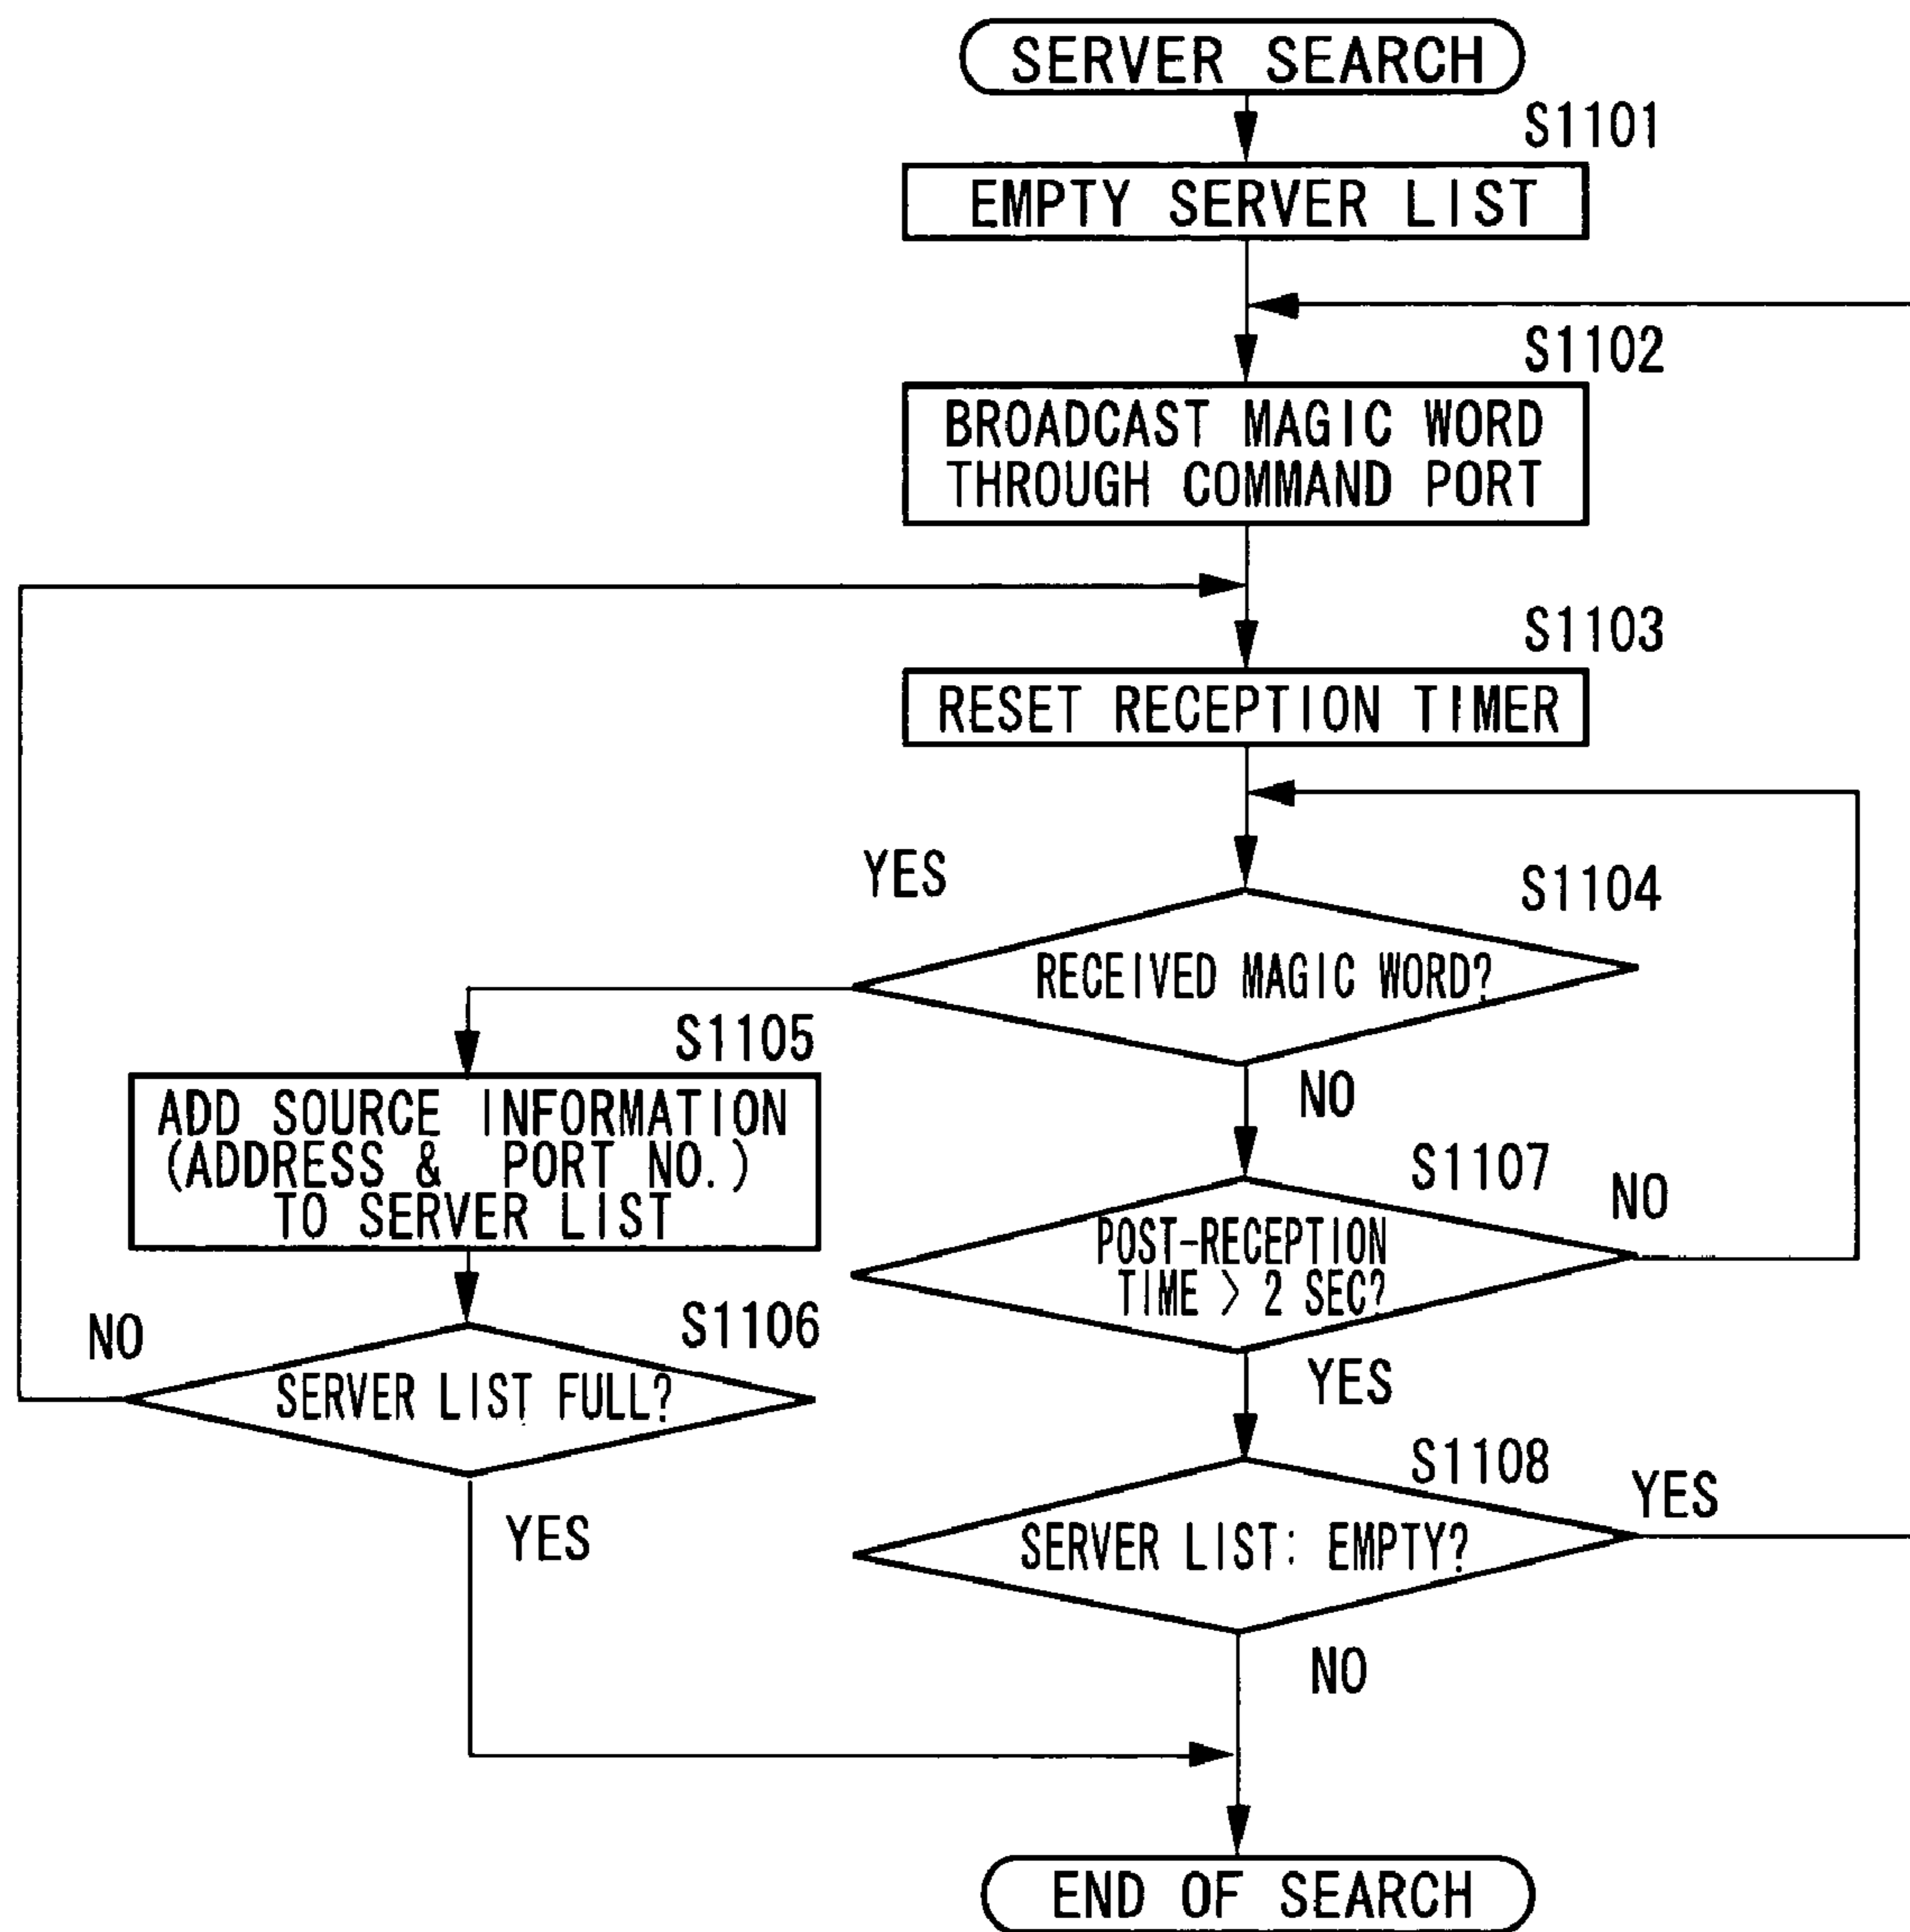 SERVER SEARCH
S1101
EMPTY SERVER LIST
S1102
BROADCAST MAGIC WORD
THROUGH COMMAND PORT
S1103
RESET RECEPTION TIMER
YES
S1104
RECEIVED MAGIC WORD?
S1105
NO
ADD SOURCE INFORMATION
(ADDRESS & PORT NO.)
TO SERVER LIST
S1107
NO
POST-RECEPTION
TIME > 2 SEC?
NO
S1106
SERVER LIST FULL?
YES
S1108
YES
YES
SERVER LIST: EMPTY?
NO
END OF SEARCH